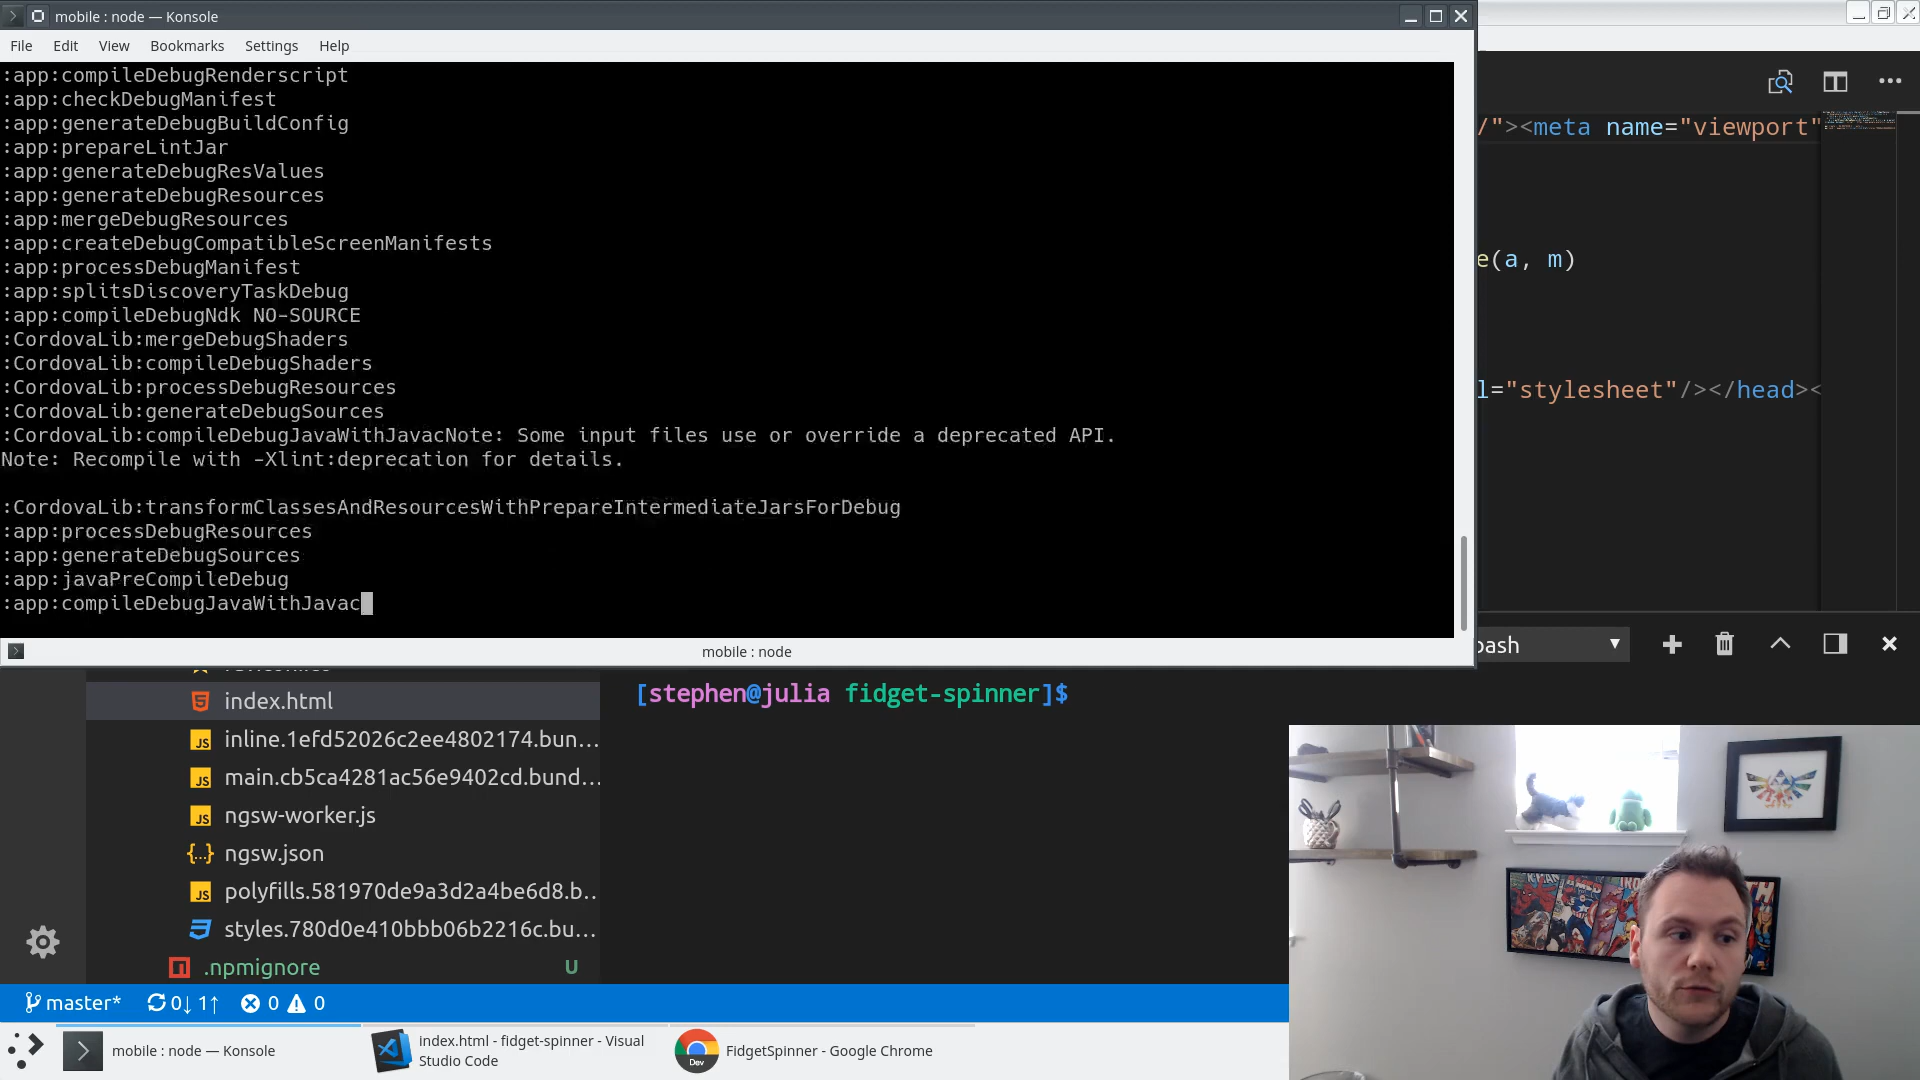 mobile : node — Konsole
File Edit View Bookmarks Settings Help
:app:compileDebugRenderscript
:app:checkDebugManifest
:app:generateDebugBuildConfig
:app:prepareLintJar
:app:generateDebugResValues
:app:generateDebugResources
:app:mergeDebugResources
:app:createDebugCompatibleScreenManifests
:app:processDebugManifest
:app:splitsDiscoveryTaskDebug
:app:compileDebugNdk NO-SOURCE
:CordovaLib:mergeDebugShaders
:CordovaLib:compileDebugShaders
:CordovaLib:processDebugResources
:CordovaLib:generateDebugSources
:CordovaLib:compileDebugJavaWithJavacNote: Some input files use or override a deprecated API.
Note: Recompile with -Xlint:deprecation for details.
:CordovaLib:transformClassesAndResourcesWithPrepareIntermediateJarsForDebug
:app:processDebugResources
:app:generateDebugSources
:app:javaPreCompileDebug
:app:compileDebugJavaWithJavac
mobile : node
/"><meta name="viewport"
e(a, m)
l="stylesheet"/></head><
bash
[stephen@julia fidget-spinner]$
index.html
inline.1efd52026c2ee4802174.bun...
main.cb5ca4281ac56e9402cd.bund...
ngsw-worker.js
ngsw.json
polyfills.581970de9a3d2a4be6d8.b...
styles.780d0e410bbb06b2216c.bu...
.npmignore U
master* 0↓ 1↑ 0 0
mobile : node — Konsole
index.html - fidget-spinner - Visual
Studio Code
Dev
FidgetSpinner - Google Chrome